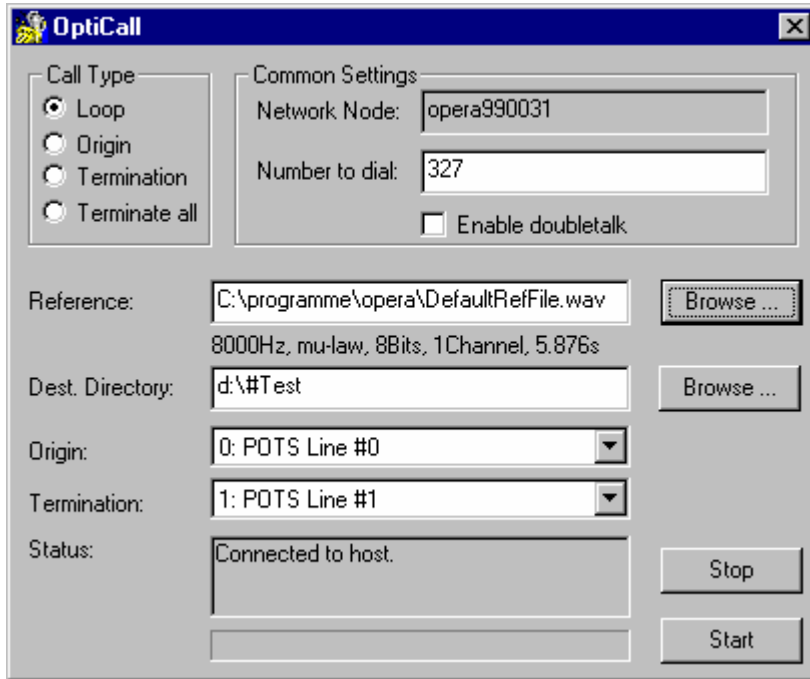 OptiCall
Call Type
Loop
Origin
Termination
Terminate all
Common Settings
Network Node: opera990031
Number to dial: 327
Enable doubletalk
Reference: C:\programme\opera\DefaultRefFile.wav Browse ...
8000Hz, mu-law, 8Bits, 1Channel, 5.876s
Dest. Directory: d:\#Test Browse ...
Origin: 0: POTS Line #0
Termination: 1: POTS Line #1
Status: Connected to host.
Stop
Start